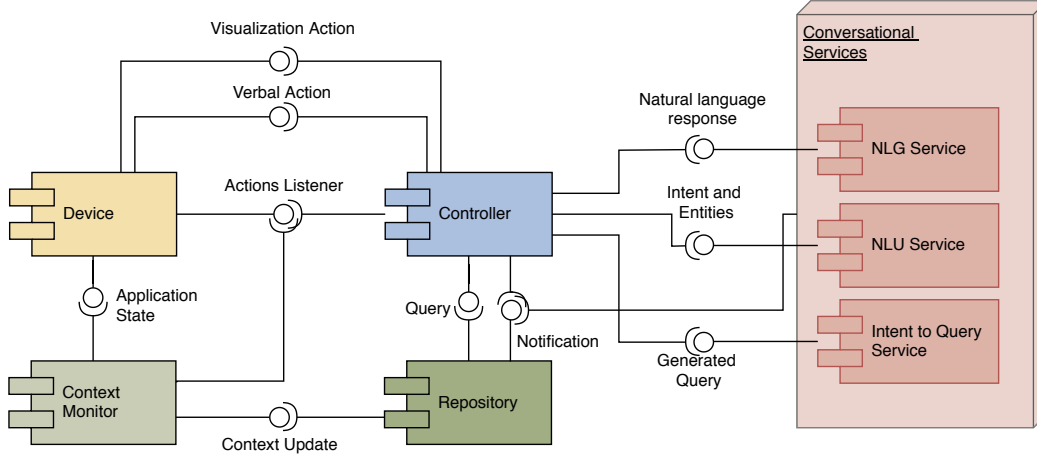 Visualization Action
Verbal Action
Conversational
Services
Natural language
response
NLG Service
Actions Listener
Device
Controller
Intent and
Entities
NLU Service
Application
State
Query
Notification
Intent to Query
Service
Generated
Query
Context
Monitor
Repository
Context Update